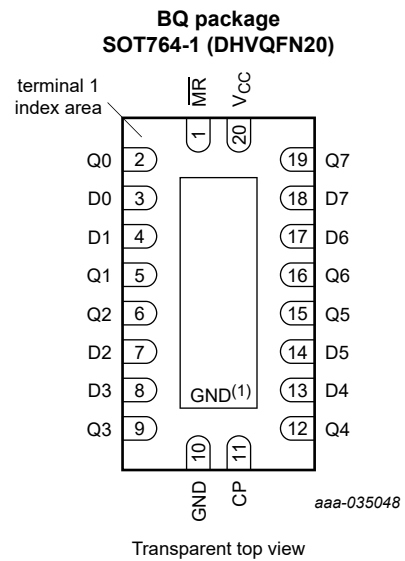 BQ package
SOT764-1 (DHVQFN20)
terminal 1
index area
MR
VCC
1
20
Q0 2
19 Q7
D0 3
18 D7
D1 4
17 D6
Q1 5
16 Q6
Q2 6
15 Q5
D2 7
14 D5
D3 8
GND(1)
13 D4
Q3 9
12 Q4
10
11
GND
CP
aaa-035048
Transparent top view